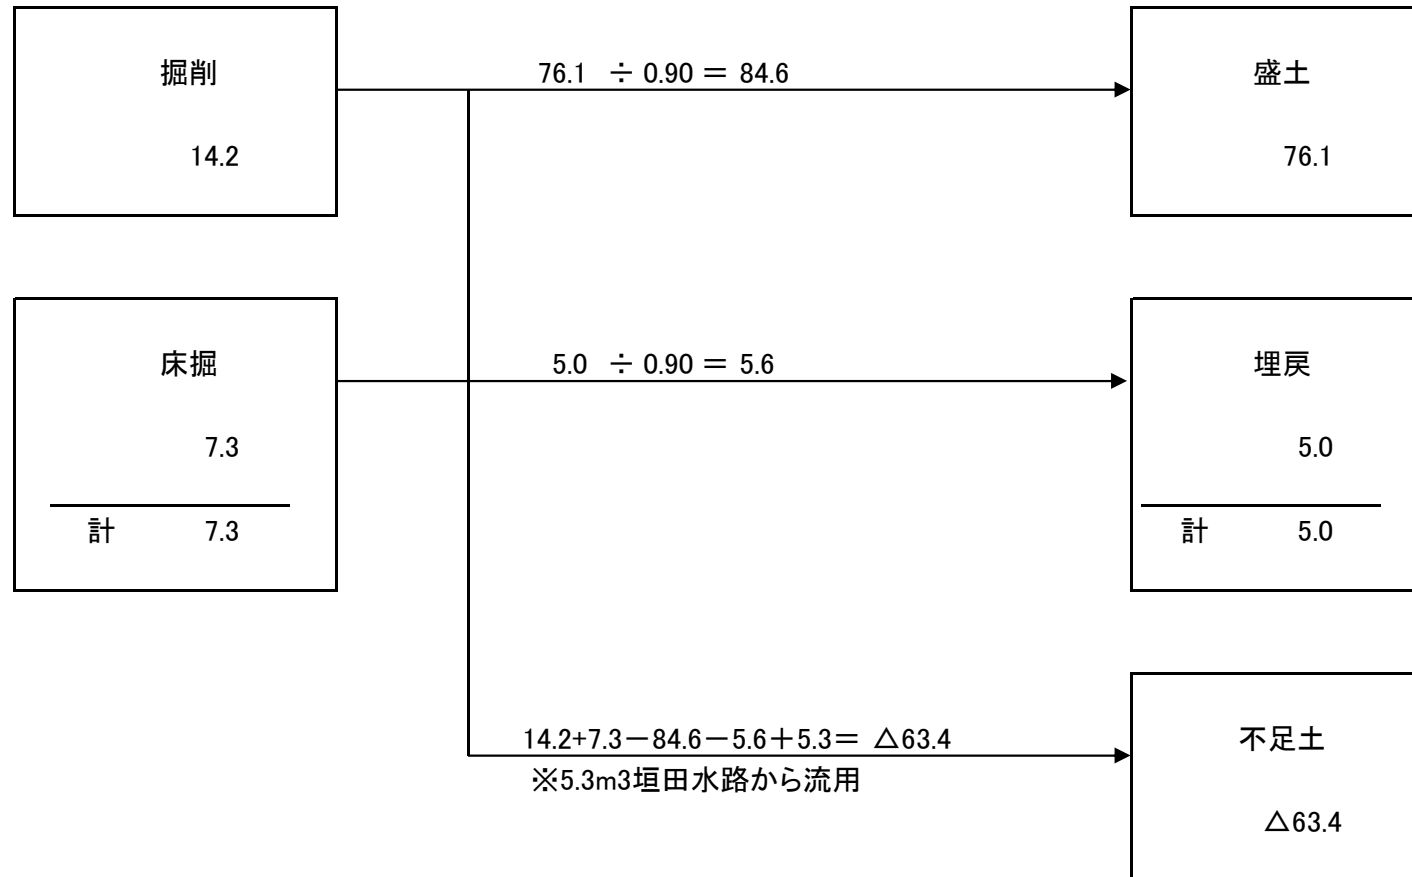 掘削
76.1 ÷ 0.90 = 84.6
盛土
14.2
76.1
床掘
5.0 ÷ 0.90 = 5.6
埋戻
7.3
5.0
計 7.3
計 5.0
14.2+7.3-84.6-5.6+5.3= △63.4
不足土
※5.3m3垣田水路から流用
△63.4